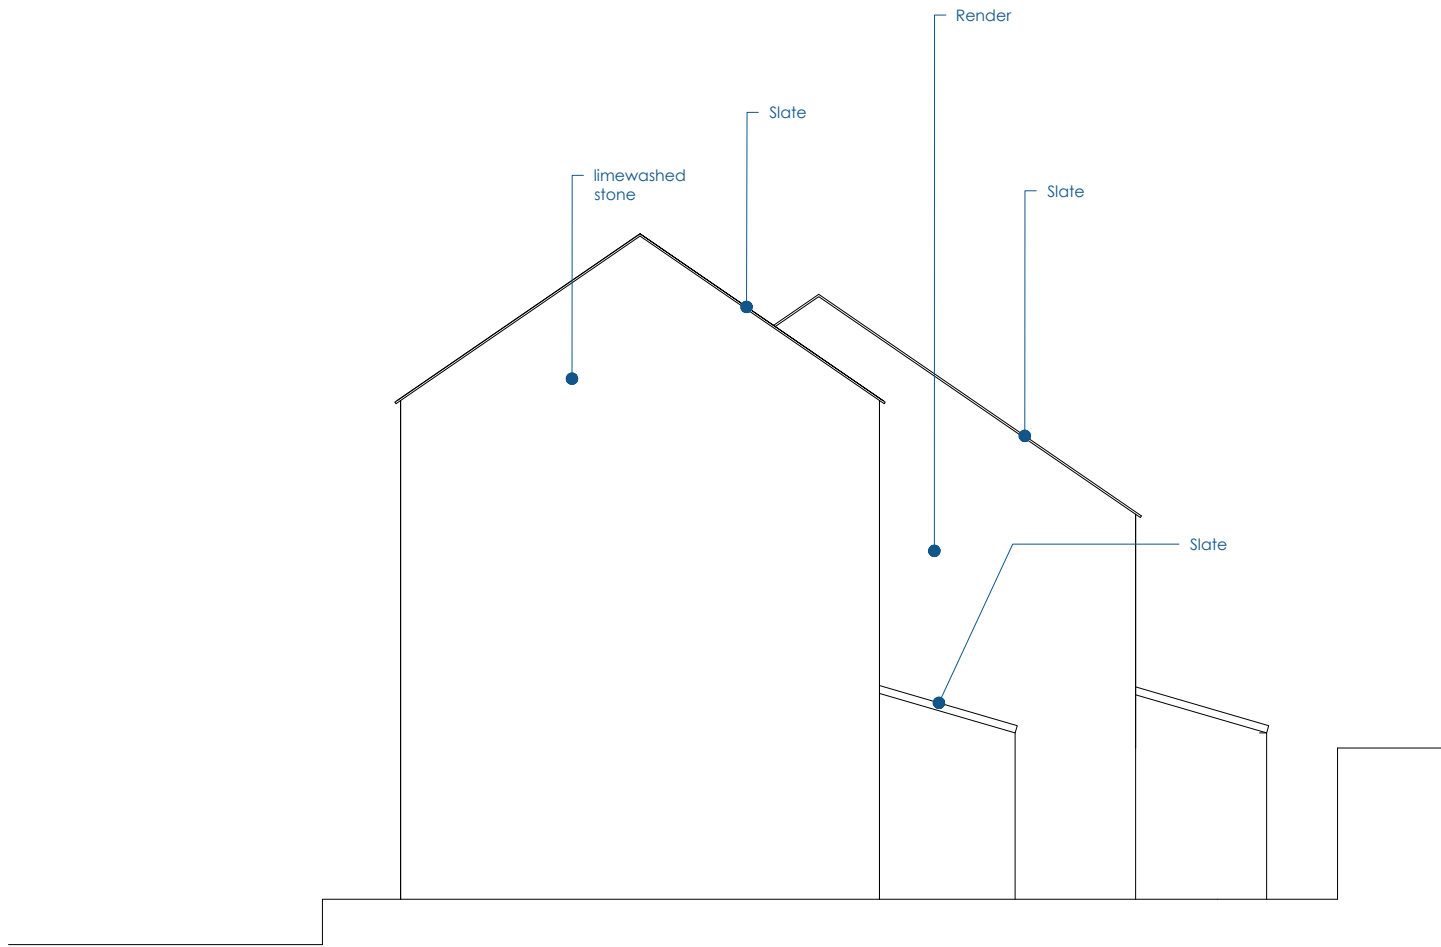 Render
Slate
limewashed
stone
Slate
Slate